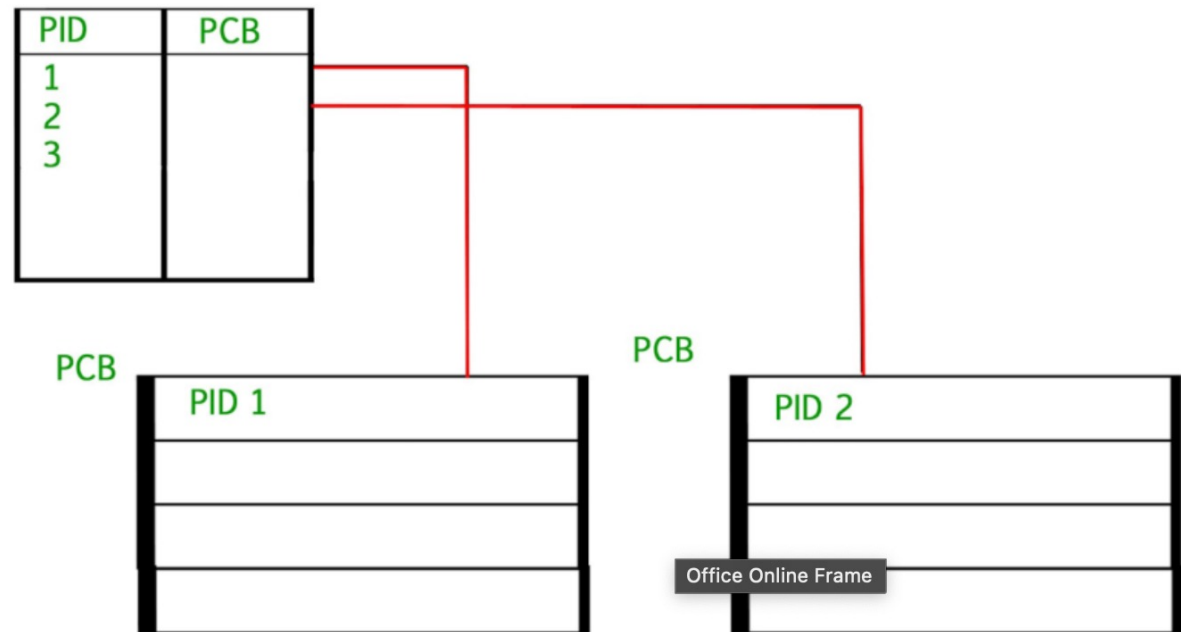 PID PCB
1
2
3
PCB
PCB
PID 1
PID 2
Office Online Frame